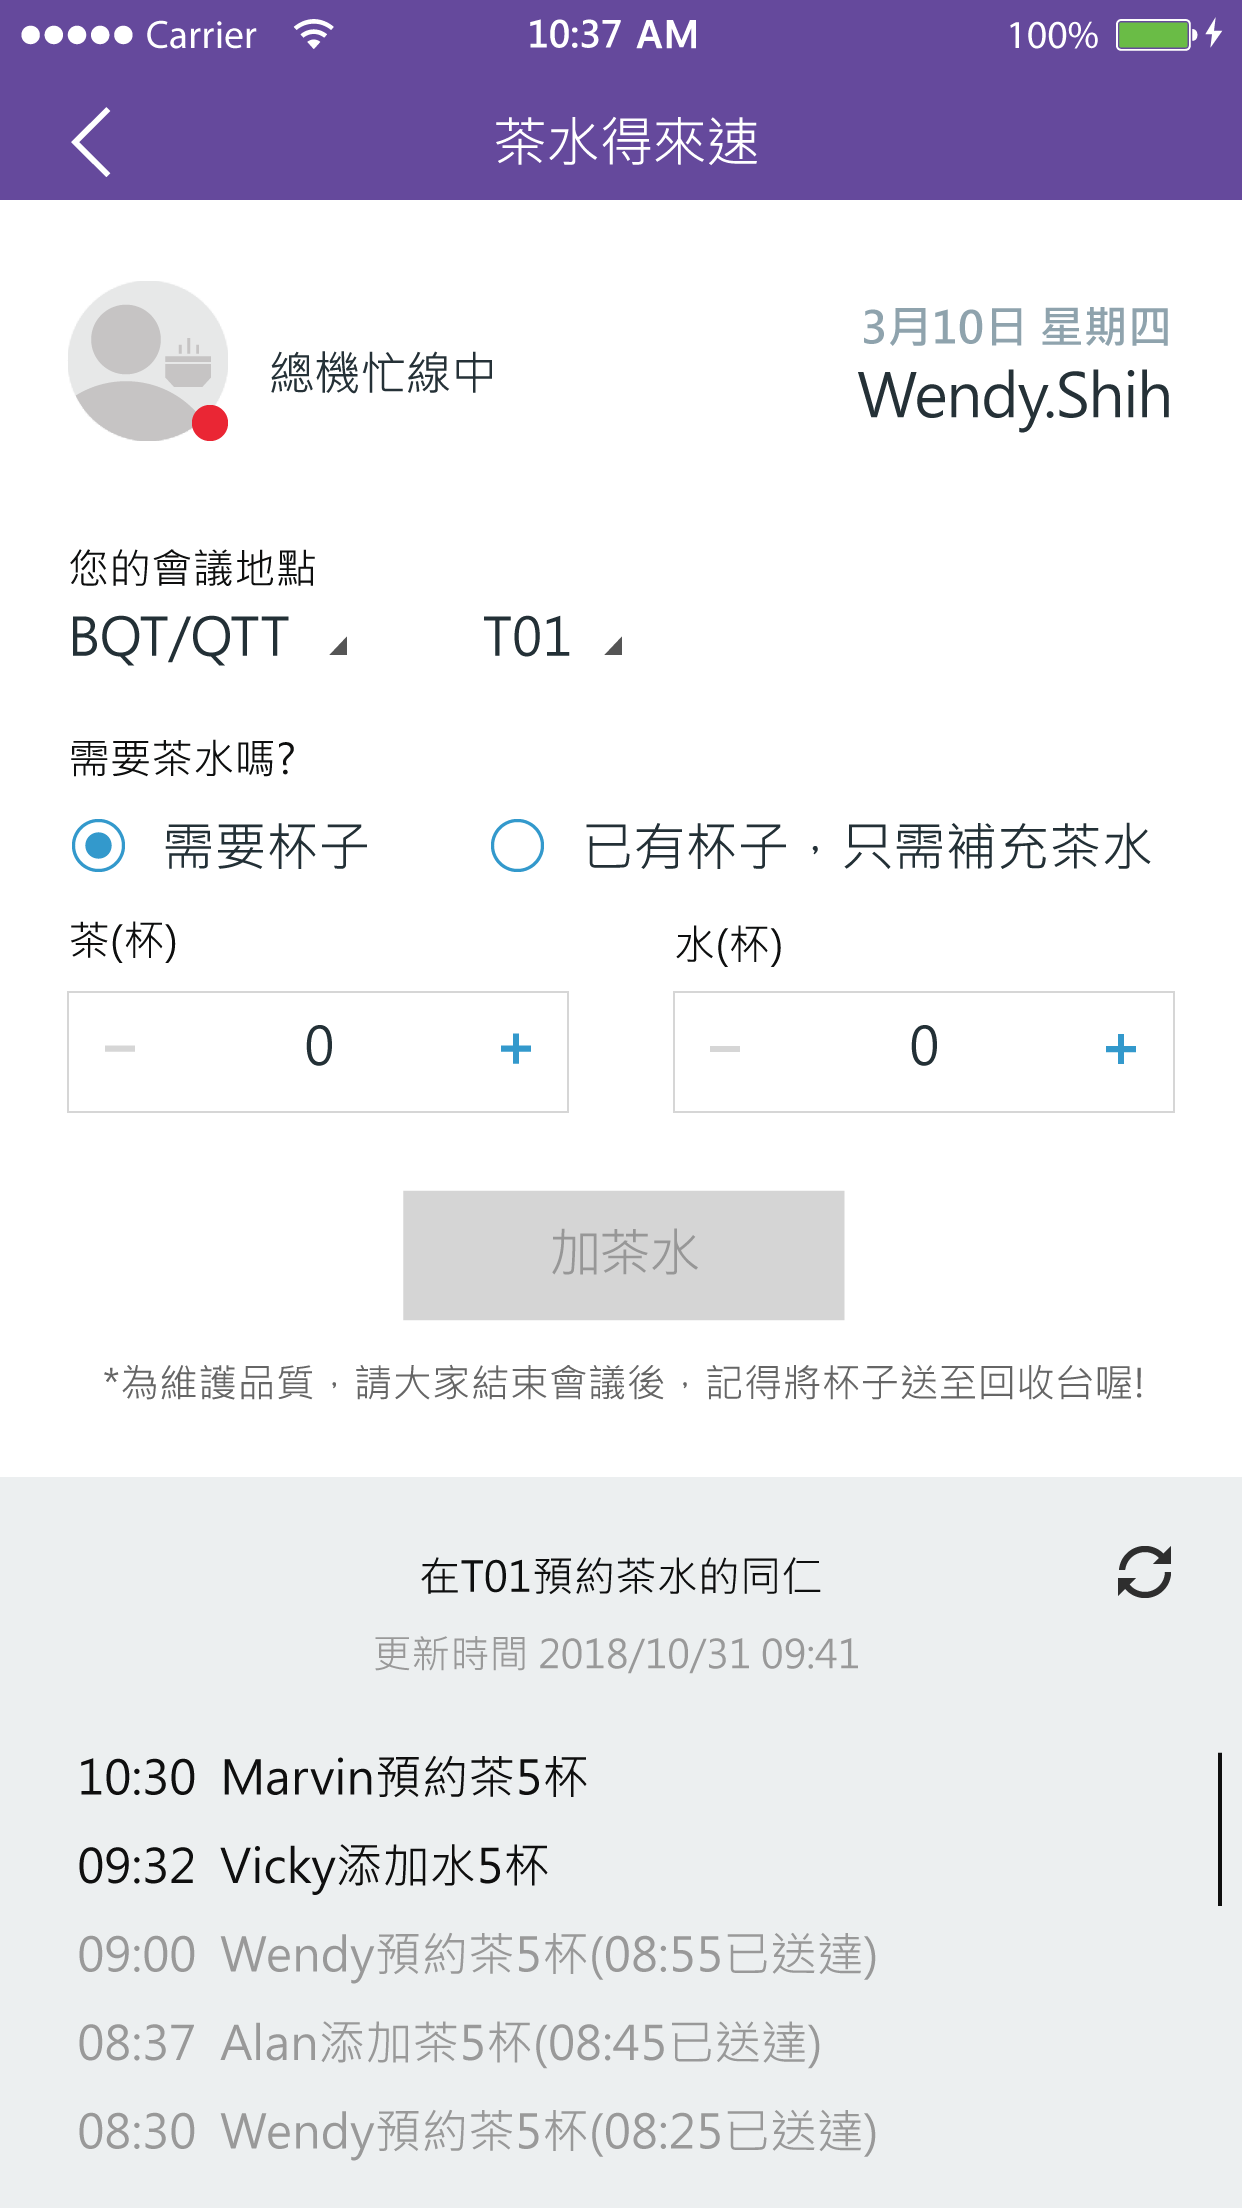 Carrier 10:37 AM 100%
茶水得來速
3月10日 星期四
總機忙線中
Wendy.Shih
您的會議地點
BQT/QTT T01
需要茶水嗎?
需要杯子 已有杯子，只需補充茶水
茶(杯) 水(杯)
0 0
加茶水
*為維護品質，請大家結束會議後，記得將杯子送至回收台喔!
在T01預約茶水的同仁
更新時間 2018/10/31 09:41
10:30 Marvin預約茶5杯
09:32 Vicky添加水5杯
09:00 Wendy預約茶5杯(08:55已送達)
08:37 Alan添加茶5杯(08:45已送達)
08:30 Wendy預約茶5杯(08:25已送達)